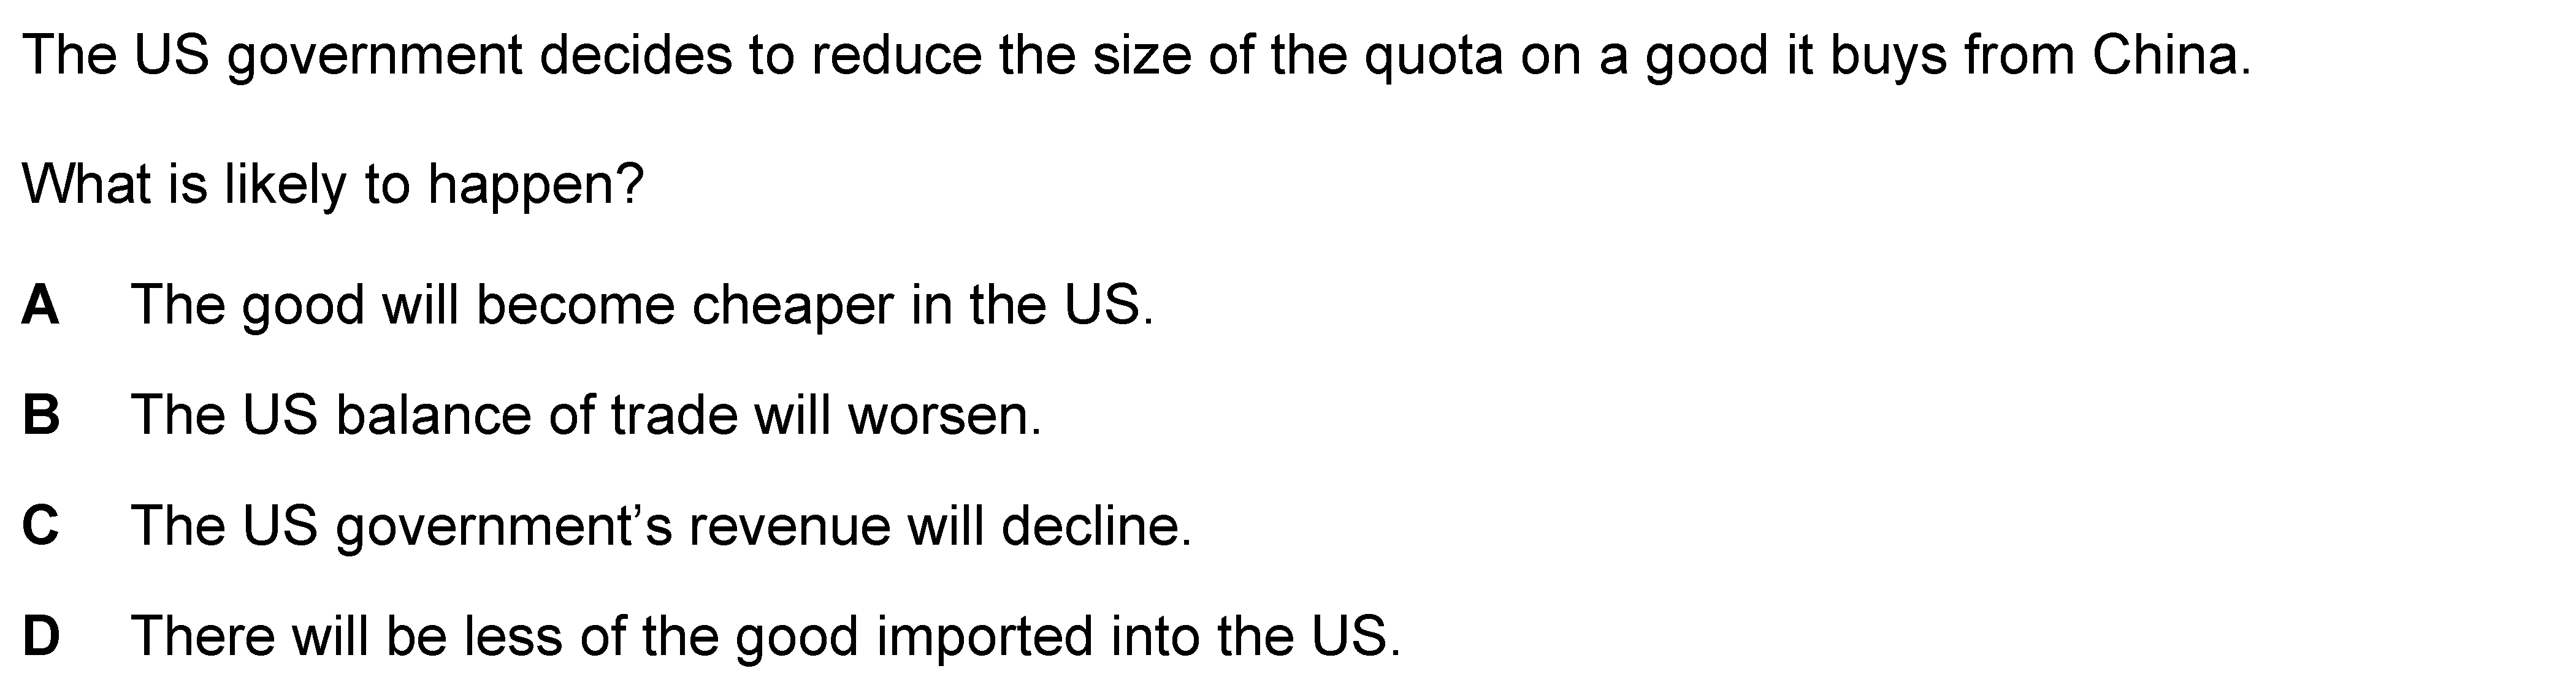 The US government decides to reduce the size of the quota on a good it buys from China.
What is likely to happen?
A The good will become cheaper in the US.
B The US balance of trade will worsen.
C The US government’s revenue will decline.
D There will be less of the good imported into the US.